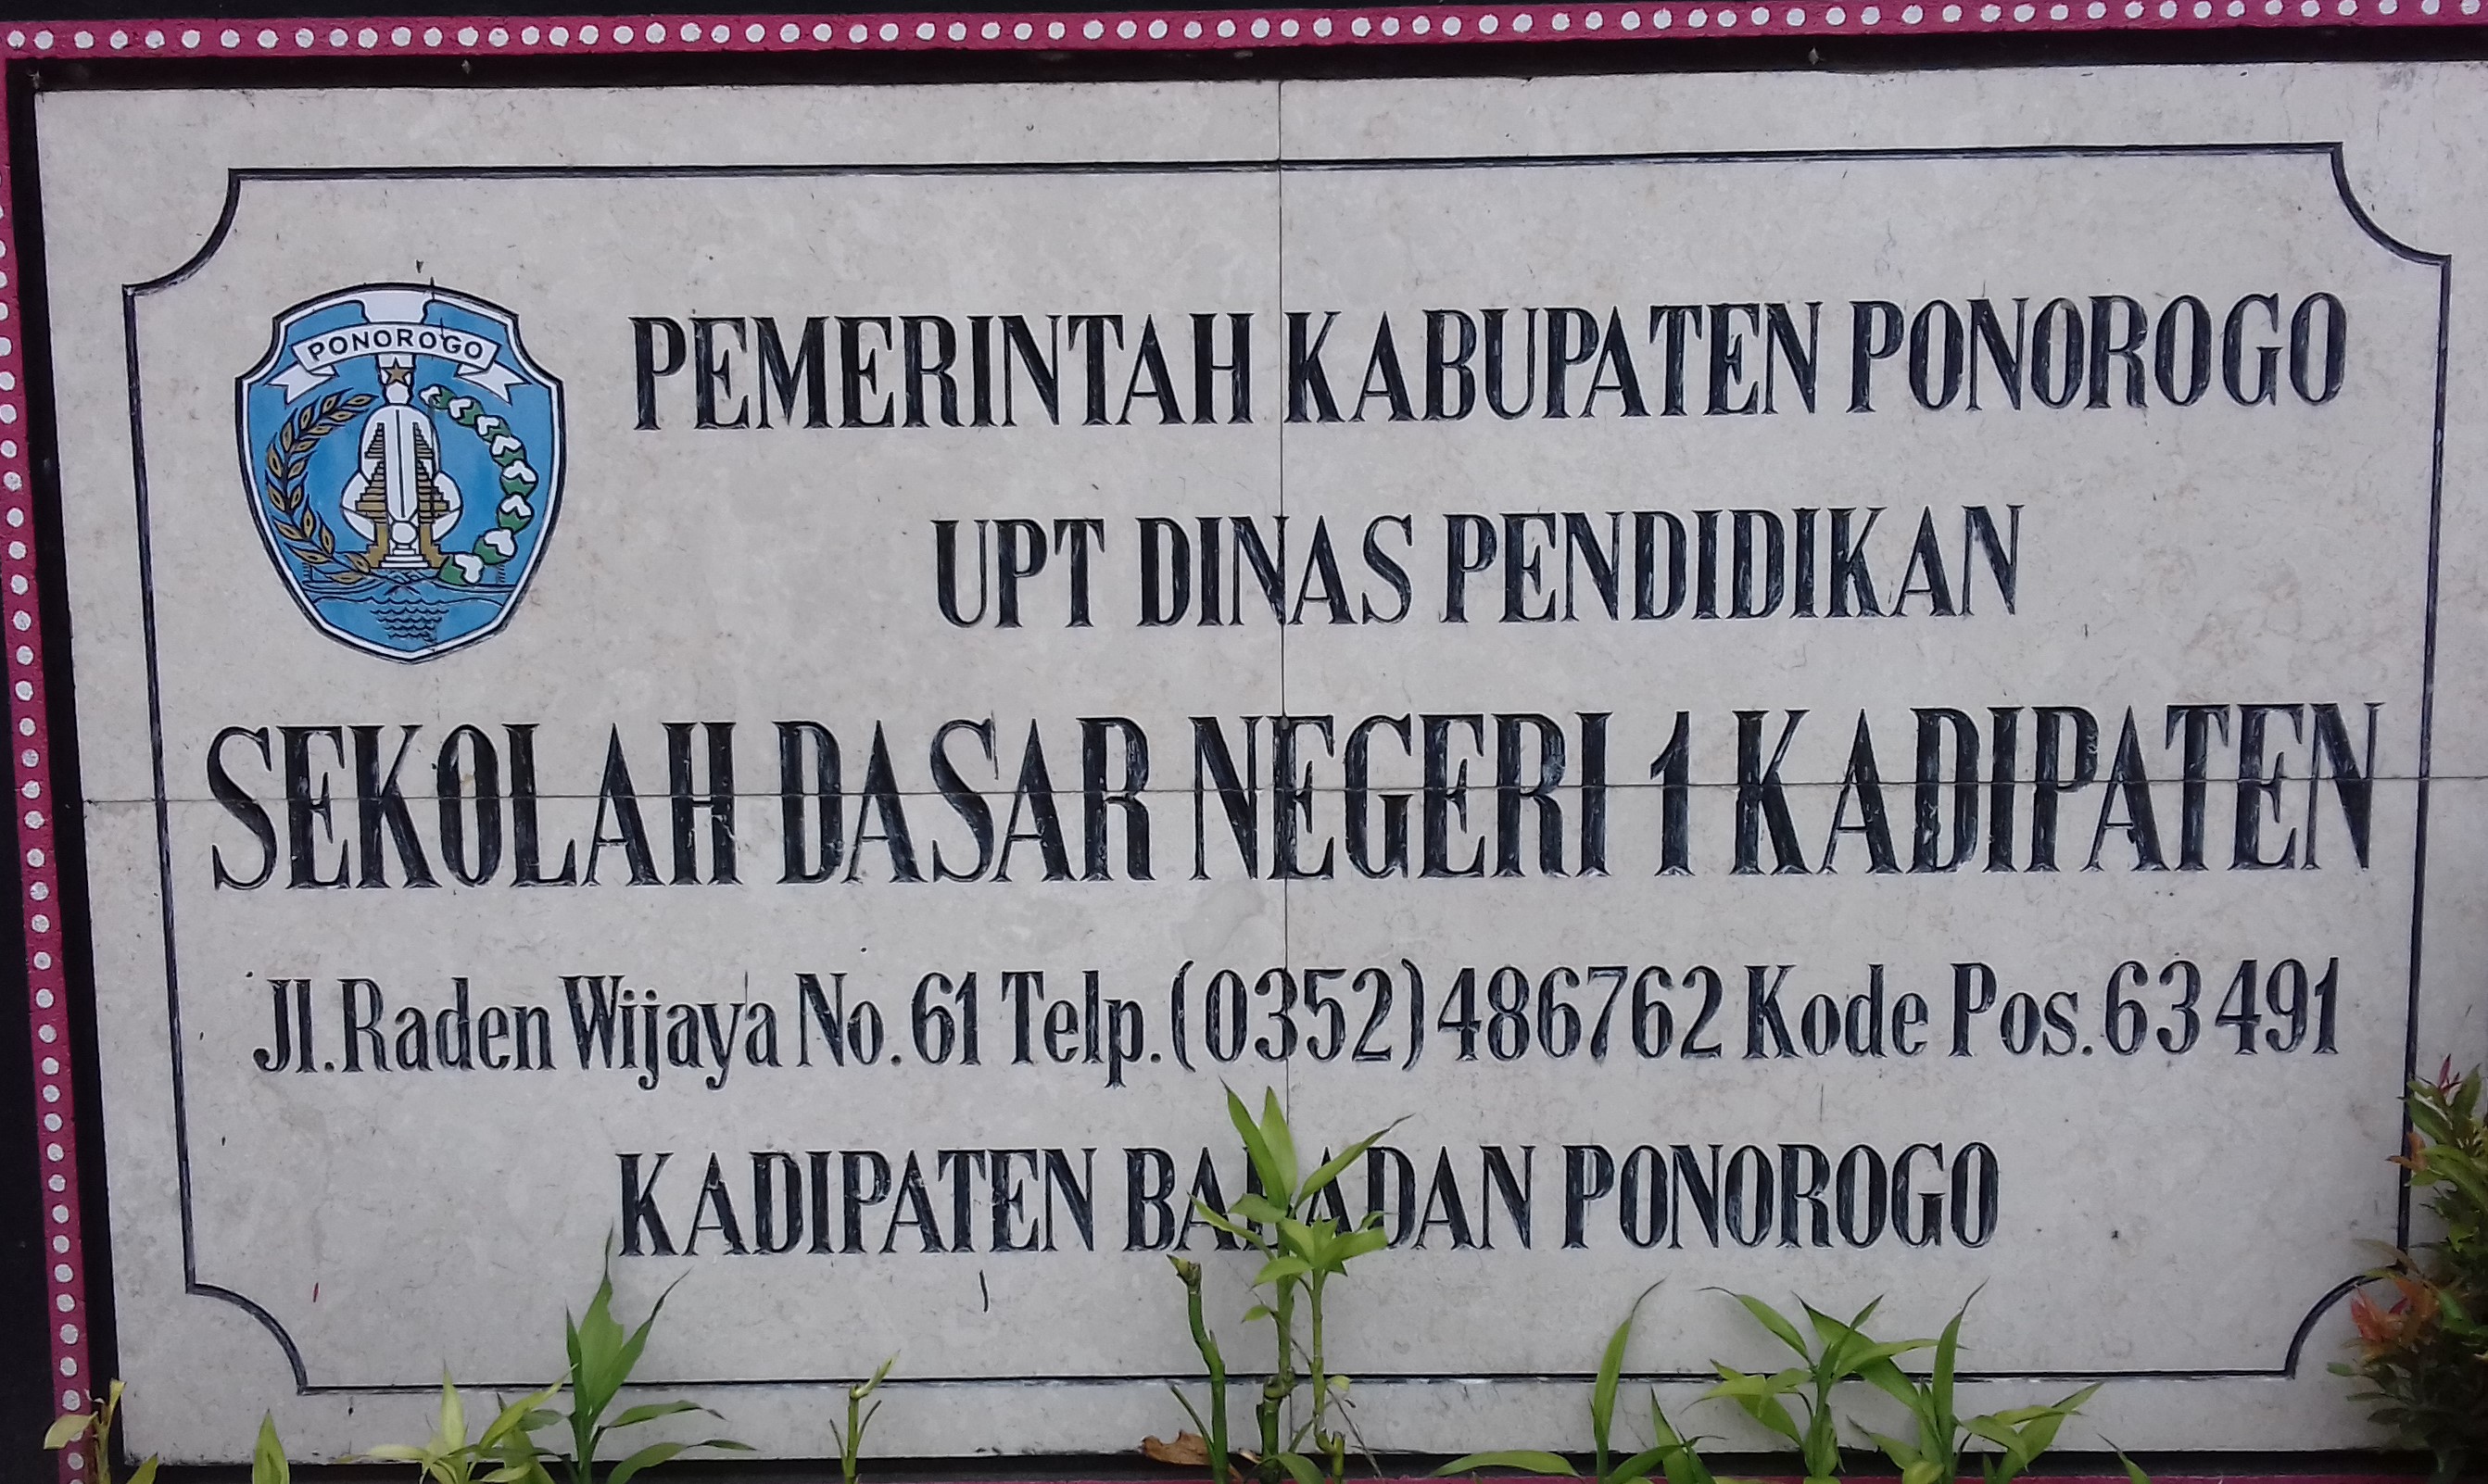 PONOROGO
PEMERINTAH KABUPATEN PONOROGO
UPT DINAS PENDIDIKAN
SEKOLAH DASAR NEGERI 1 KADIPATEN
Jl.Raden Wijaya No.61 Telp.(0352)486762 Kode Pos.63491
KADIPATEN BABADAN PONOROGO